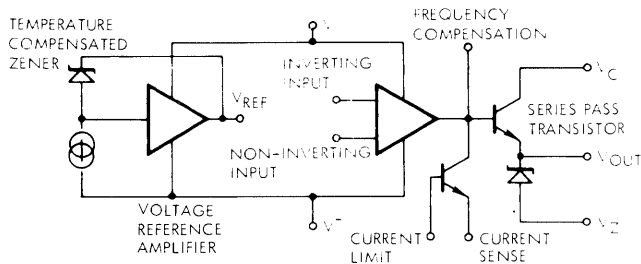 FREQUENCY
COMPENSATION
TEMPERATURE
COMPENSATED
ZENER
V
INVERTING
INPUT
VREF
VC
SERIES PASS
TRANSISTOR
NON-INVERTING
INPUT
VOUT
VOLTAGE
REFERENCE
AMPLIFIER
V-
VZ
CURRENT
LIMIT
CURRENT
SENSE